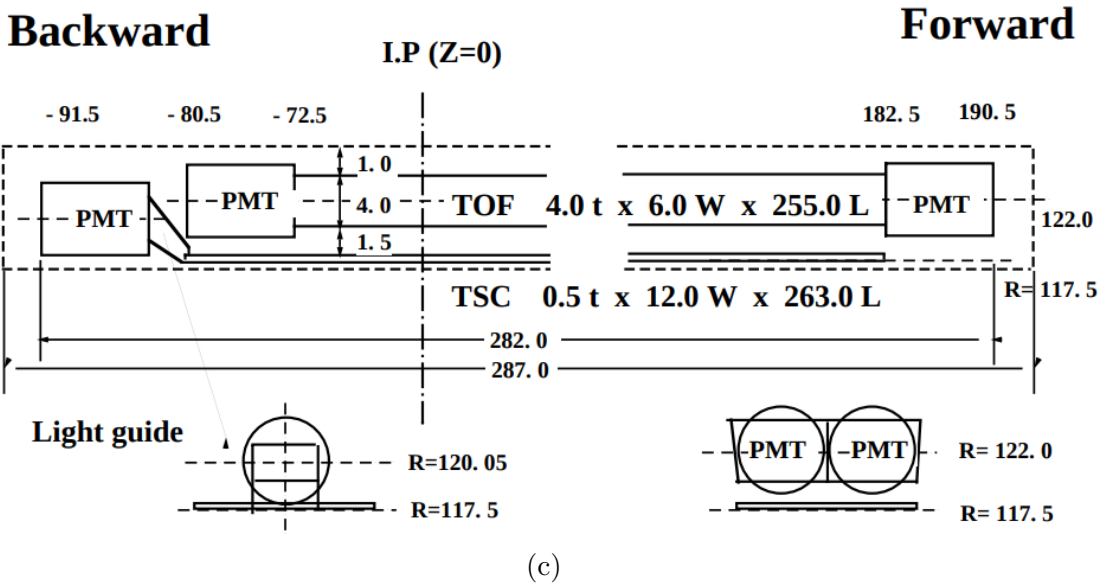 Backward
Forward
I.P (Z=0)
- 91.5 - 80.5 - 72.5 182. 5 190. 5
1. 0
PMT PMT 4. 0 TOF 4.0 t x 6.0 W x 255.0 L PMT
122.0
1. 5
TSC 0.5 t x 12.0 W x 263.0 L
R= 117. 5
282. 0
287. 0
Light guide
PMT PMT R= 122. 0
R=120. 05
R=117. 5
R= 117. 5
(c)